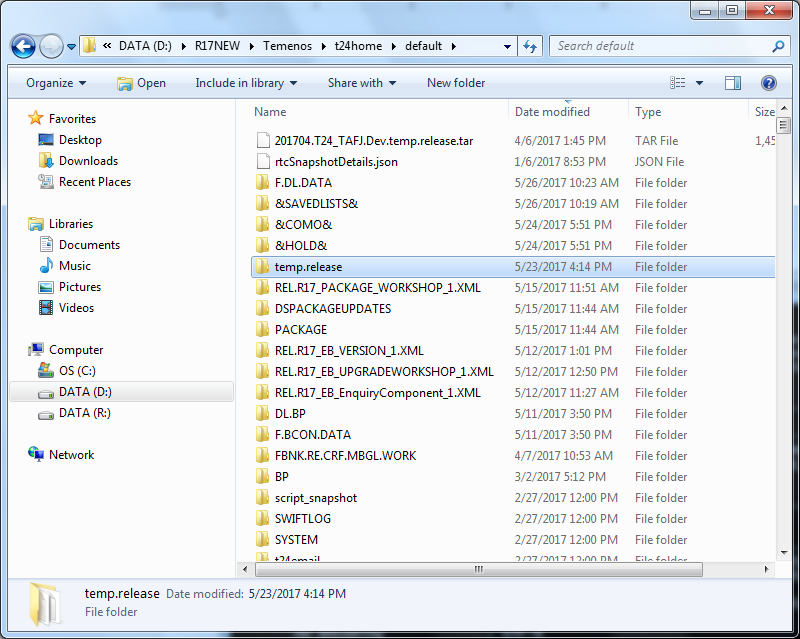 « DATA (D:) ▸ R17NEW ▸ Temenos ▸ t24home ▸ default ▸ Search default
Organize Open Include in library Share with New folder
Favorites
Desktop
Downloads
Recent Places
Libraries
Documents
Music
Pictures
Videos
Computer
OS (C:)
DATA (D:)
DATA (R:)
Network
Name Date modified Type Size
201704.T24_TAFJ.Dev.temp.release.tar 4/6/2017 1:45 PM TAR File 1,45
rtcSnapshotDetails.json 1/6/2017 8:53 PM JSON File
F.DL.DATA 5/26/2017 10:23 AM File folder
&SAVEDLISTS& 5/26/2017 10:19 AM File folder
&COMO& 5/24/2017 5:51 PM File folder
&HOLD& 5/24/2017 5:51 PM File folder
temp.release 5/23/2017 4:14 PM File folder
REL.R17_PACKAGE_WORKSHOP_1.XML 5/15/2017 11:51 AM File folder
DSPACKAGEUPDATES 5/15/2017 11:44 AM File folder
PACKAGE 5/15/2017 11:44 AM File folder
REL.R17_EB_VERSION_1.XML 5/12/2017 1:01 PM File folder
REL.R17_EB_UPGRADEWORKSHOP_1.XML 5/12/2017 12:50 PM File folder
REL.R17_EB_EnquiryComponent_1.XML 5/12/2017 11:27 AM File folder
DL.BP 5/11/2017 3:50 PM File folder
F.BCON.DATA 5/11/2017 3:50 PM File folder
FBNK.RE.CRF.MBGL.WORK 4/7/2017 10:53 AM File folder
BP 3/2/2017 5:12 PM File folder
script_snapshot 2/27/2017 12:00 PM File folder
SWIFTLOG 2/27/2017 12:00 PM File folder
SYSTEM 2/27/2017 12:00 PM File folder
t24email 2/27/2017 12:00 PM File folder
temp.release Date modified: 5/23/2017 4:14 PM
File folder